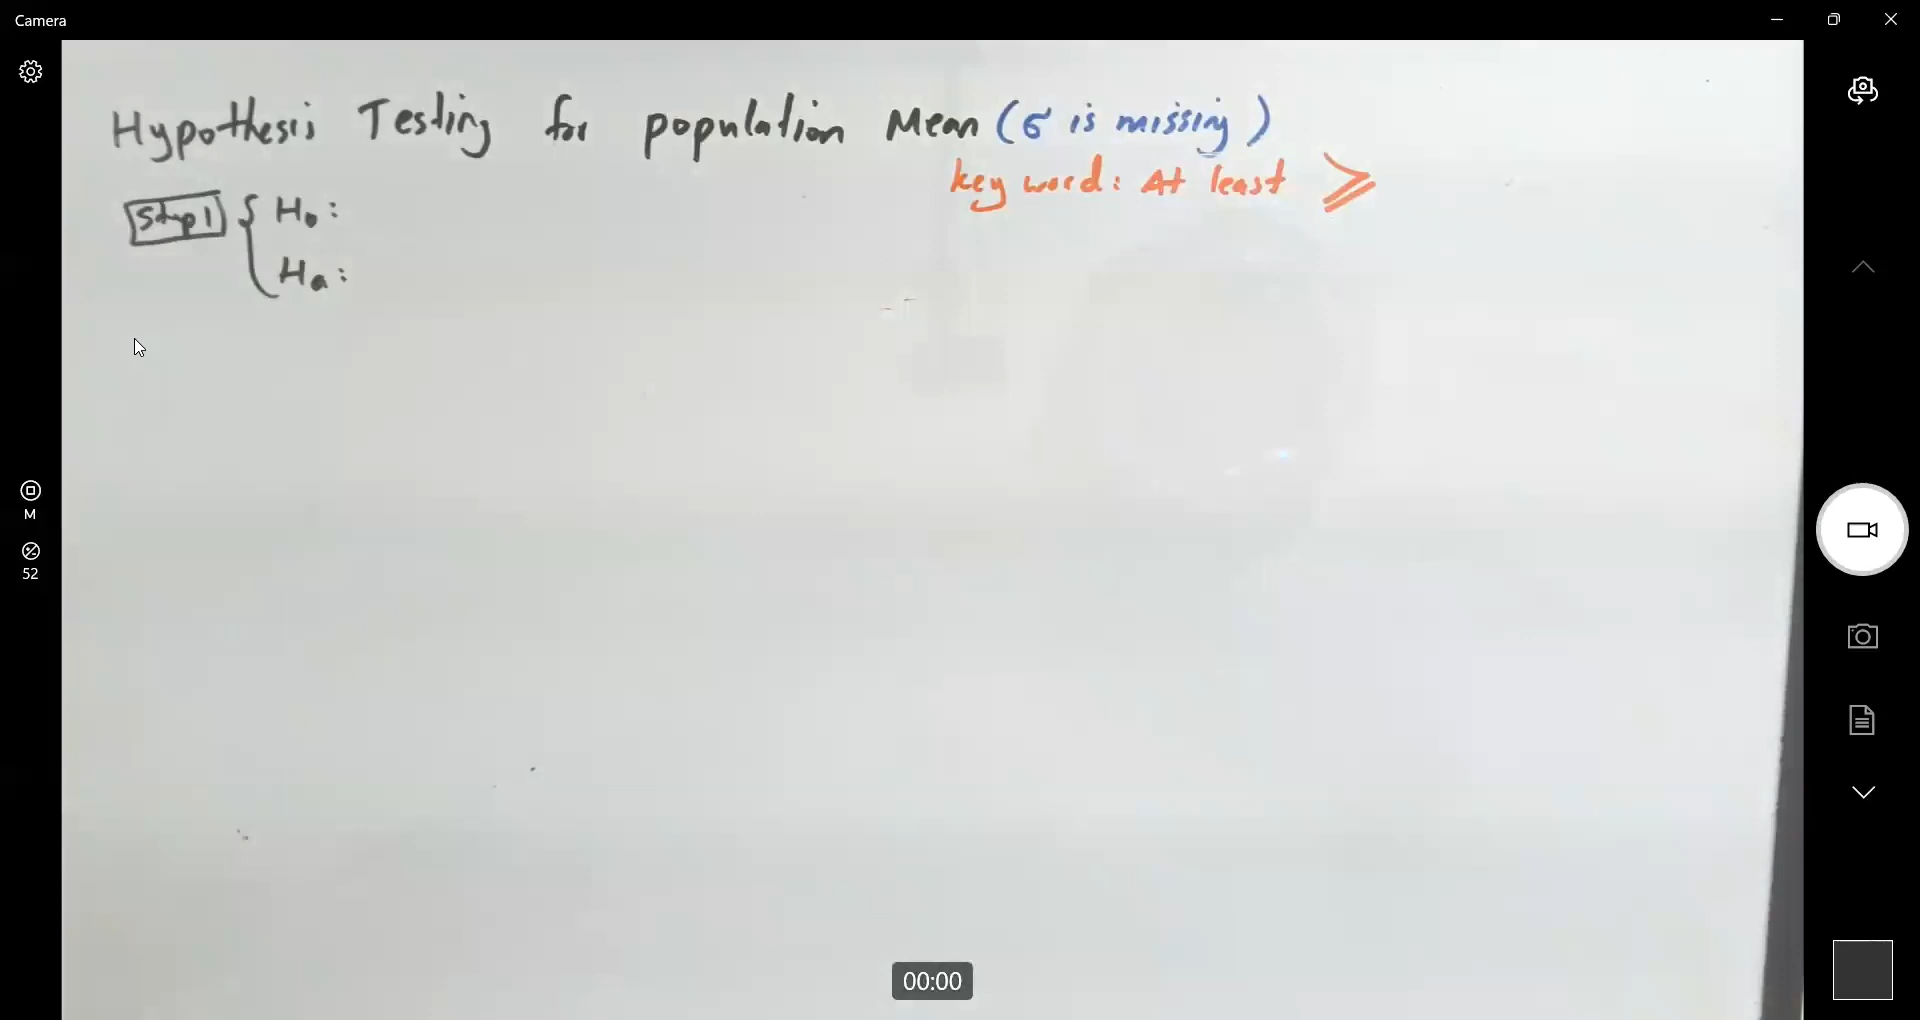 Camera
Hypothesis Testing for population Mean (σ is missing)
key word: At least ≥
Step 1 { H₀:
Hₐ:
M
52
00:00